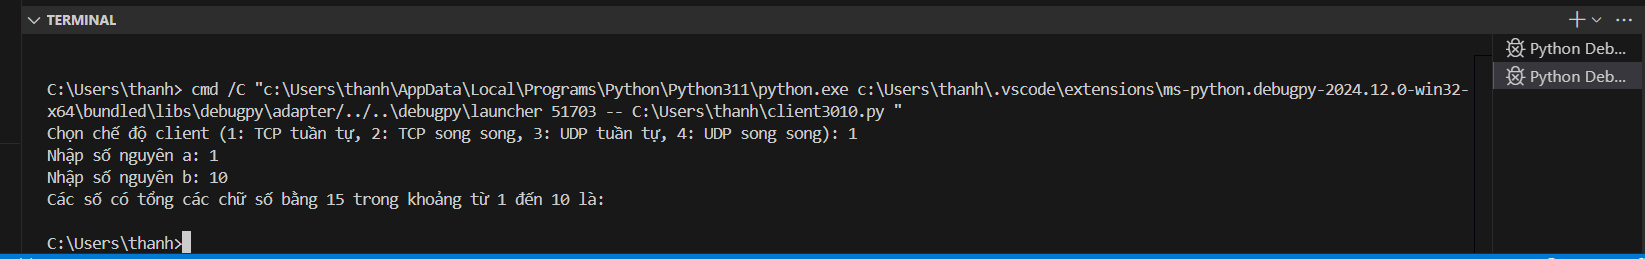 TERMINAL
Python Deb...
Python Deb...
C:\Users\thanh> cmd /C "c:\Users\thanh\AppData\Local\Programs\Python\Python311\python.exe c:\Users\thanh\.vscode\extensions\ms-python.debugpy-2024.12.0-win32-
x64\bundled\libs\debugpy\adapter/../..\debugpy\launcher 51703 -- C:\Users\thanh\client3010.py "
Chọn chế độ client (1: TCP tuần tự, 2: TCP song song, 3: UDP tuần tự, 4: UDP song song): 1
Nhập số nguyên a: 1
Nhập số nguyên b: 10
Các số có tổng các chữ số bằng 15 trong khoảng từ 1 đến 10 là:
C:\Users\thanh>